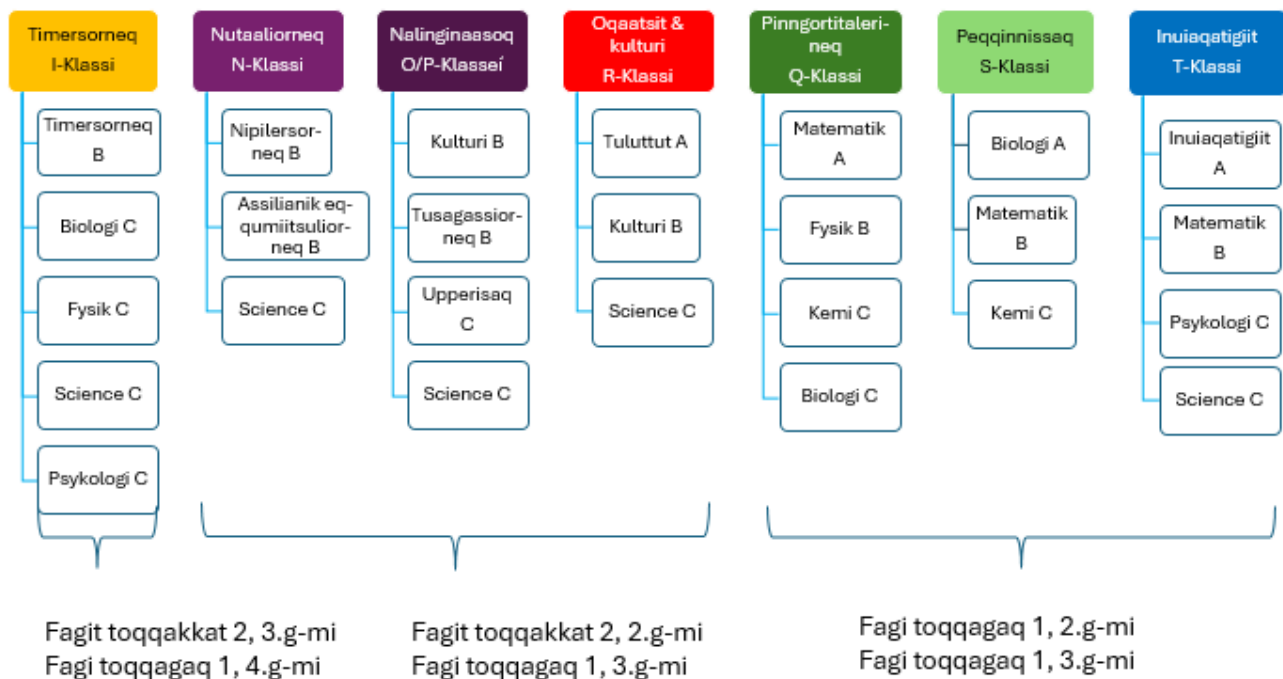 Timersorneq
I-Klassi
Timersorneq
B
Biologi C
Fysik C
Science C
Psykologi C
Nutaaliorneq
N-Klassi
Nipilersor-
neq B
Assilianik eq-
qumiitsulior-
neq B
Science C
Nalinginaasoq
O/P-Klasseí
Kulturi B
Tusagassior-
neq B
Upperisaq
C
Science C
Oqaatsit &
kulturi
R-Klassi
Tuluttut A
Kulturi B
Science C
Pinngortitaleri-
neq
Q-Klassi
Matematik
A
Fysik B
Kemi C
Biologi C
Peqqinnissaq
S-Klassi
Biologi A
Matematik
B
Kemi C
Inuiaqatigiit
T-Klassi
Inuiaqatigiit
A
Matematik
B
Psykologi C
Science C
Fagit toqqakkat 2, 3.g-mi
Fagi toqqagaq 1, 4.g-mi
Fagit toqqakkat 2, 2.g-mi
Fagi toqqagaq 1, 3.g-mi
Fagi toqqagaq 1, 2.g-mi
Fagi toqqagaq 1, 3.g-mi